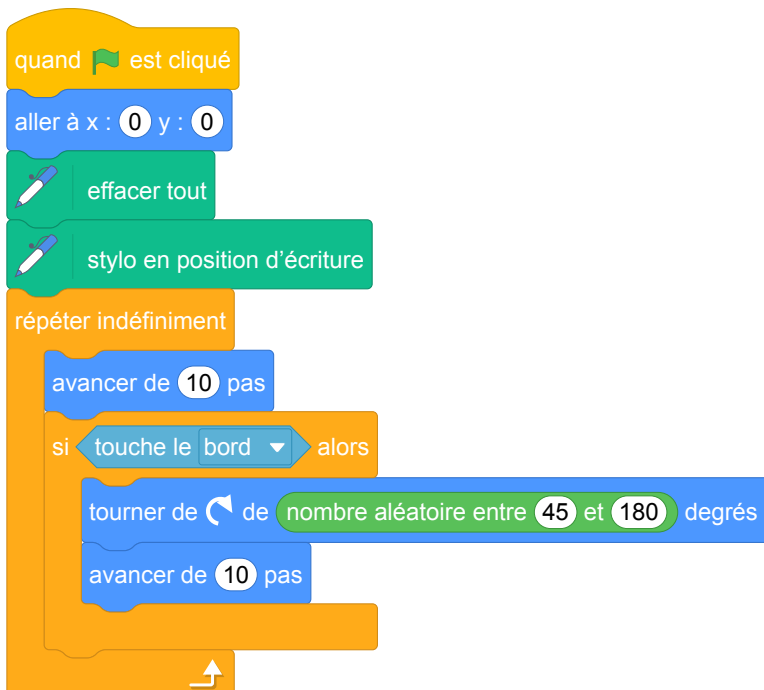 quand est cliqué
aller à x : 0 y : 0
effacer tout
stylo en position d’écriture
répéter indéfiniment
avancer de 10 pas
si touche le bord alors
tourner de de nombre aléatoire entre 45 et 180 degrés
avancer de 10 pas